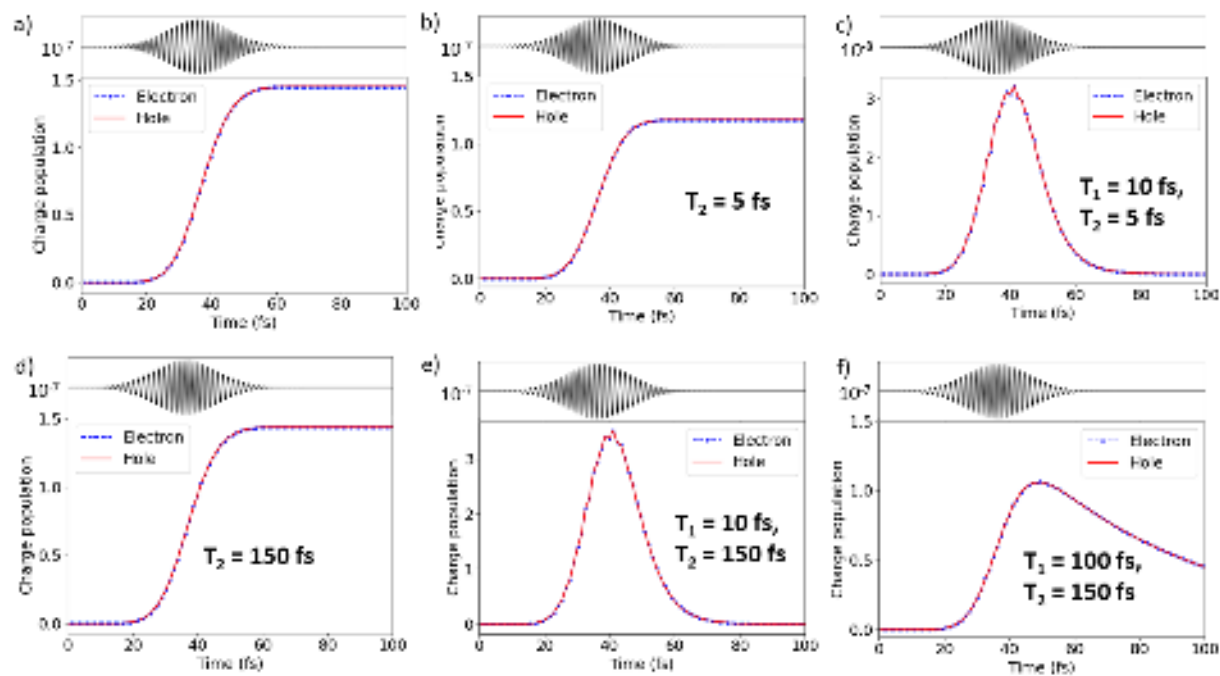 a)
10-7
1.5
1.0
0.5
0.0
Charge population
Electron
Hole
0 20 40 60 80 100
Time (fs)
b)
10-7
1.5
1.0
0.5
0.0
Charge population
Electron
Hole
T2 = 5 fs
0 20 40 60 80 100
Time (fs)
c)
3
2
1
0
Charge population
Electron
Hole
T1 = 10 fs,
T2 = 5 fs
0 20 40 60 80 100
Time (fs)
d)
1.5
1.0
0.5
0.0
Charge population
Electron
Hole
T2 = 150 fs
0 20 40 60 80 100
Time (fs)
e)
3
2
1
0
Charge population
Electron
Hole
T1 = 10 fs,
T2 = 150 fs
0 20 40 60 80 100
Time (fs)
f)
10-7
1.5
1.0
0.5
0.0
Charge population
Electron
Hole
T1 = 100 fs,
T2 = 150 fs
0 20 40 60 80 100
Time (fs)